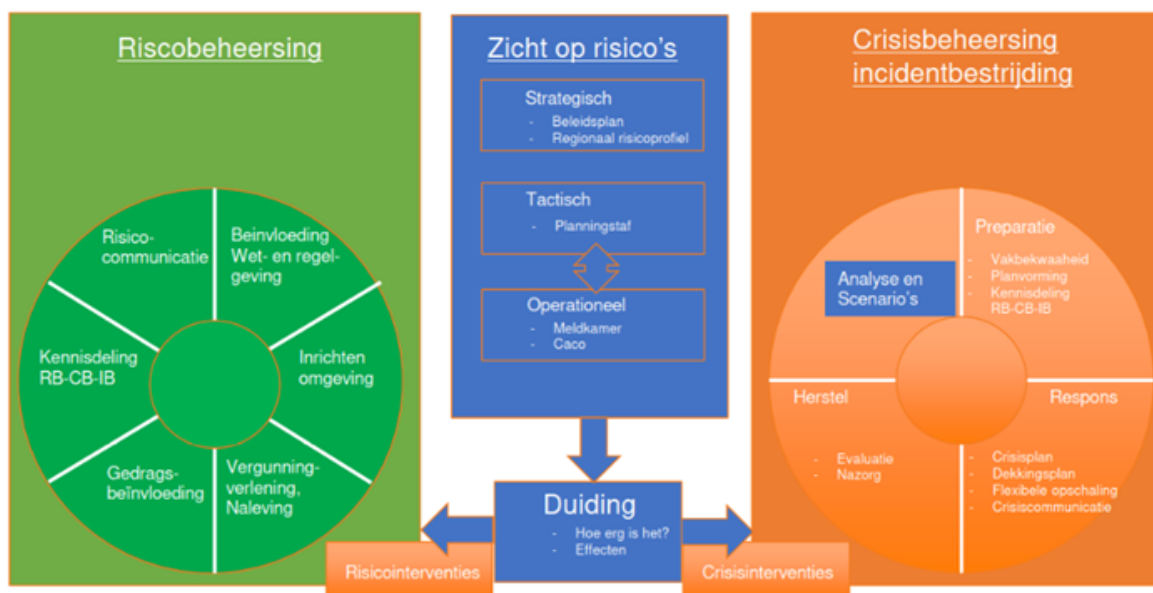 Riscobeheersing
Risico-
communicatie
Beinvloeding
Wet- en regel-
geving
Kennisdeling
RB-CB-IB
Inrichten
omgeving
Gedrags-
beïnvloeding
Vergunning-
verlening,
Naleving
Zicht op risico's
Strategisch
- Beleidsplan
- Regionaal risicoprofiel
Tactisch
- Planningstaf
Operationeel
- Meldkamer
- Caco
Duiding
- Hoe erg is het?
- Effecten
Risicointerventies
Crisisinterventies
Crisisbeheersing
incidentbestrijding
Analyse en
Scenario's
Preparatie
- Vakbekwaaheid
- Planvorming
- Kennisdeling
RB-CB-IB
Herstel
- Evaluatie
- Nazorg
Respons
- Crisisplan
- Dekkingsplan
- Flexibele opschaling
- Crisiscommunicatie